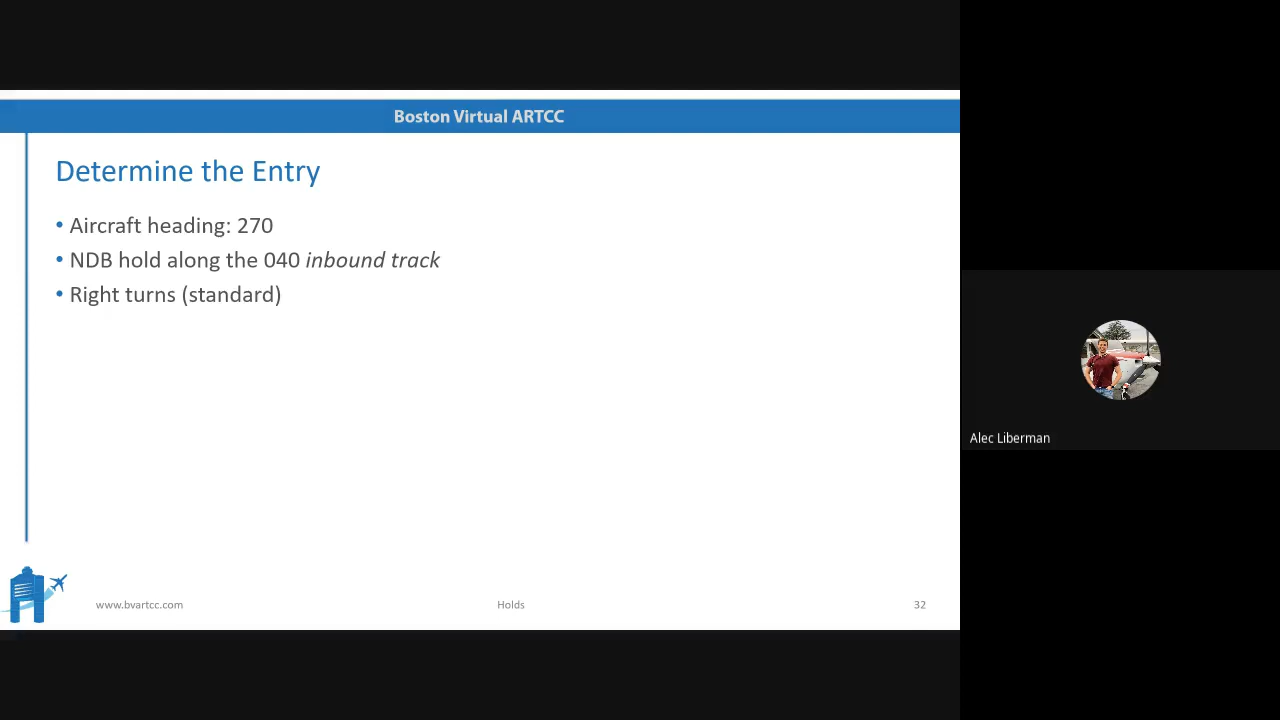 Boston Virtual ARTCC
Determine the Entry
• Aircraft heading: 270
• NDB hold along the 040 inbound track
• Right turns (standard)
Alec Liberman
www.bvartcc.com
Holds
32